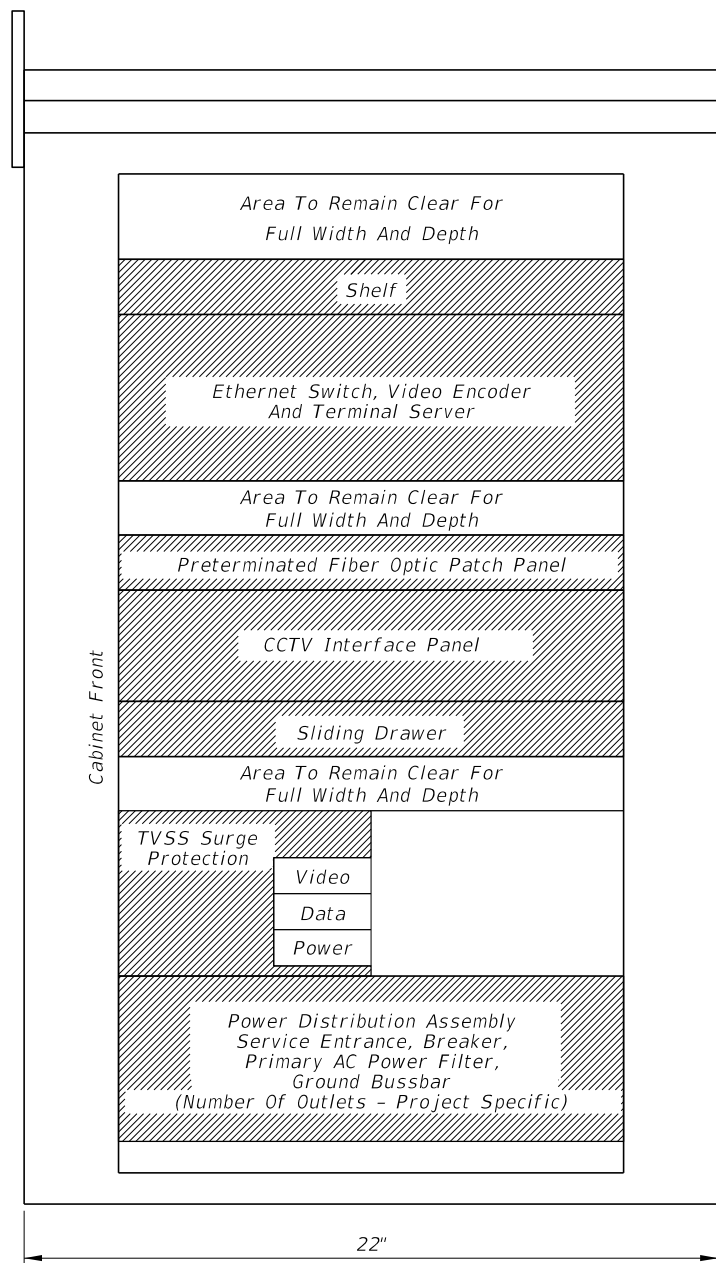 Area To Remain Clear For
Full Width And Depth
Shelf
Ethernet Switch, Video Encoder
And Terminal Server
Area To Remain Clear For
Full Width And Depth
Preterminated Fiber Optic Patch Panel
CCTV Interface Panel
Cabinet Front
Sliding Drawer
Area To Remain Clear For
Full Width And Depth
TVSS Surge
Protection
Video
Data
Power
Power Distribution Assembly
Service Entrance, Breaker,
Primary AC Power Filter,
Ground Bussbar
(Number Of Outlets - Project Specific)
22"